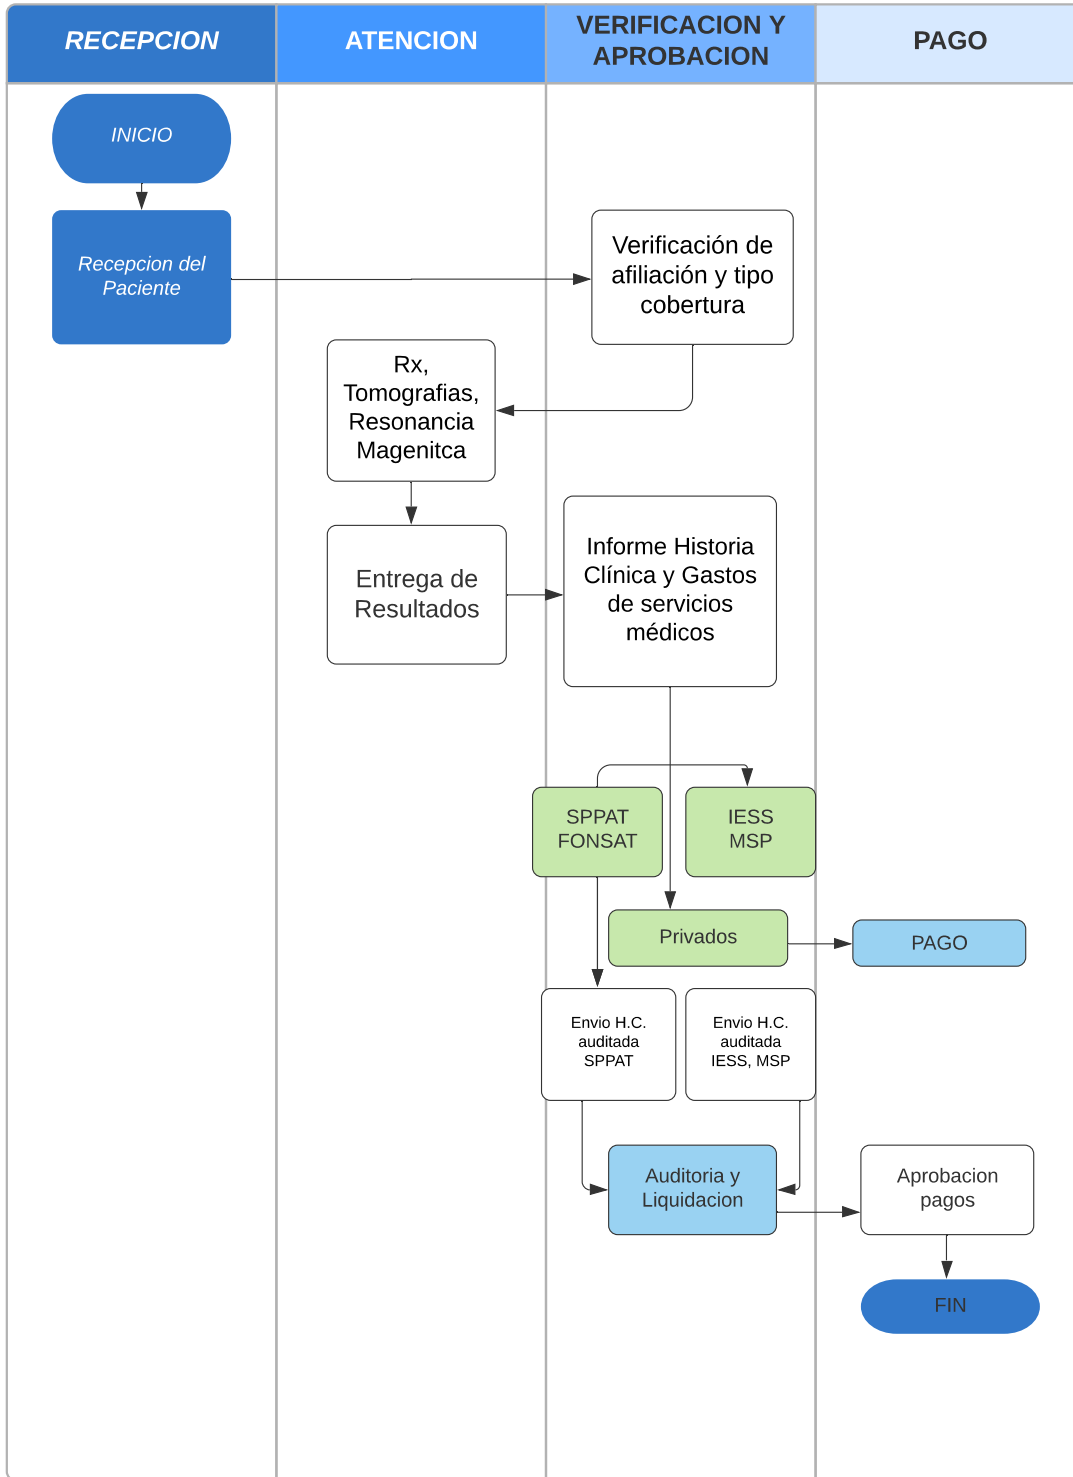 RECEPCION
ATENCION
VERIFICACION Y
APROBACION
PAGO
INICIO
Recepcion del
Paciente
Verificación de
afiliación y tipo
cobertura
Rx,
Tomografias,
Resonancia
Magenitca
Entrega de
Resultados
Informe Historia
Clínica y Gastos
de servicios
médicos
SPPAT
FONSAT
IESS
MSP
Privados
PAGO
Envio H.C.
auditada
SPPAT
Envio H.C.
auditada
IESS, MSP
Auditoria y
Liquidacion
Aprobacion
pagos
FIN